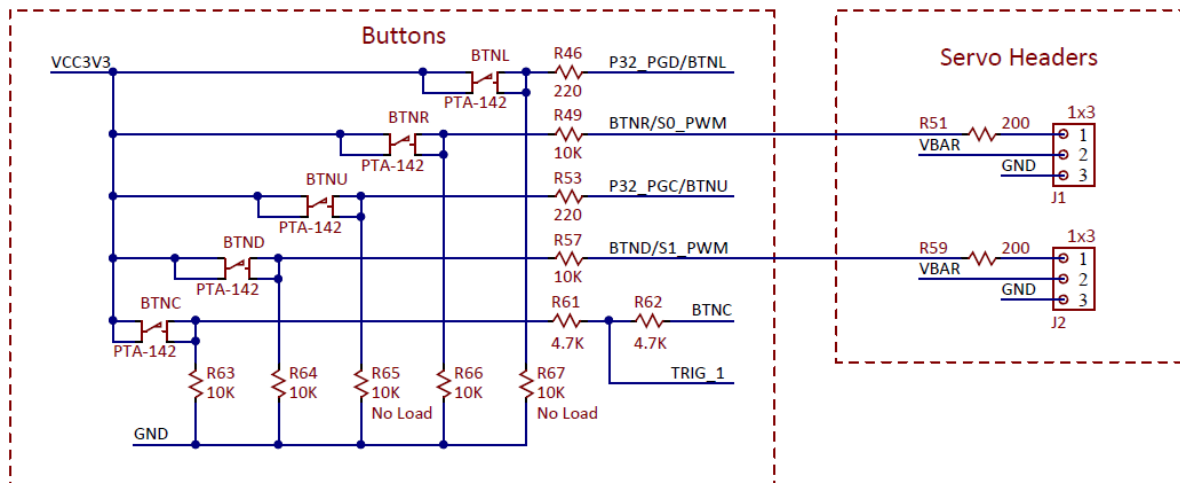 Buttons
VCC3V3
BTNL
PTA-142
R46
220
P32_PGD/BTNL
BTNR
PTA-142
R49
10K
BTNR/S0_PWM
BTNU
PTA-142
R53
220
P32_PGC/BTNU
BTND
PTA-142
R57
10K
BTND/S1_PWM
BTNC
PTA-142
R61
4.7K
R62
4.7K
BTNC
TRIG_1
R63
10K
R64
10K
R65
10K
No Load
R66
10K
R67
10K
No Load
GND
Servo Headers
R51
200
1x3
VBAR
GND
1
2
3
J1
R59
200
1x3
VBAR
GND
1
2
3
J2